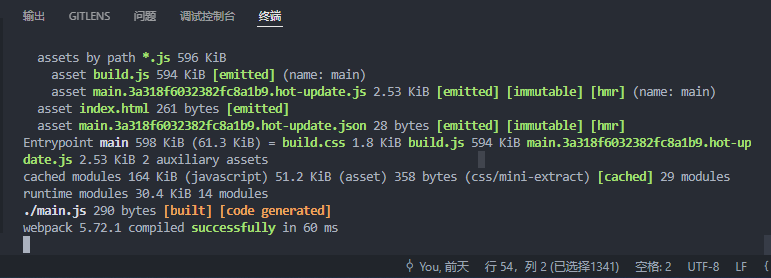 输出 GITLENS 问题 调试控制台 终端
assets by path *.js 596 KiB
asset build.js 594 KiB [emitted] (name: main)
asset main.3a318f6032382fc8a1b9.hot-update.js 2.53 KiB [emitted] [immutable] [hmr] (name: main)
asset index.html 261 bytes [emitted]
asset main.3a318f6032382fc8a1b9.hot-update.json 28 bytes [emitted] [immutable] [hmr]
Entrypoint main 598 KiB (61.3 KiB) = build.css 1.8 KiB build.js 594 KiB main.3a318f6032382fc8a1b9.hot-up
date.js 2.53 KiB 2 auxiliary assets
cached modules 164 KiB (javascript) 51.2 KiB (asset) 358 bytes (css/mini-extract) [cached] 29 modules
runtime modules 30.4 KiB 14 modules
./main.js 290 bytes [built] [code generated]
webpack 5.72.1 compiled successfully in 60 ms
You, 前天 行 54，列 2 (已选择1341) 空格: 2 UTF-8 LF {